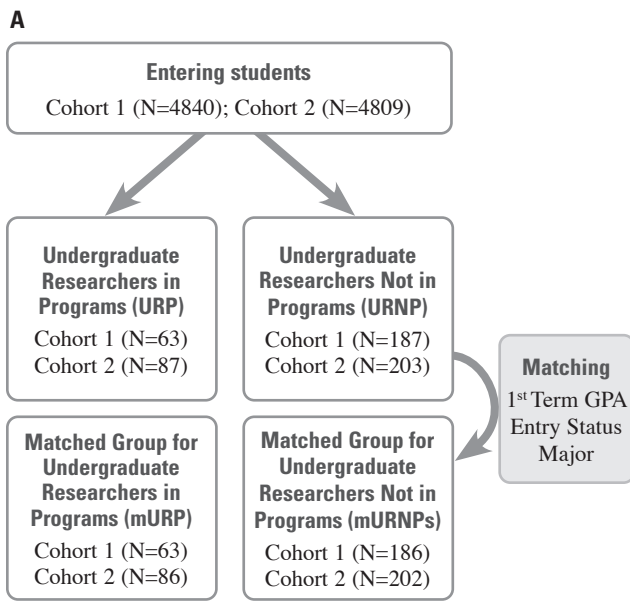 A
Entering students
Cohort 1 (N=4840); Cohort 2 (N=4809)
Undergraduate
Researchers in
Programs (URP)
Cohort 1 (N=63)
Cohort 2 (N=87)
Undergraduate
Researchers Not in
Programs (URNP)
Cohort 1 (N=187)
Cohort 2 (N=203)
Matching
1st Term GPA
Entry Status
Major
Matched Group for
Undergraduate
Researchers in
Programs (mURP)
Cohort 1 (N=63)
Cohort 2 (N=86)
Matched Group for
Undergraduate
Researchers Not in
Programs (mURNPs)
Cohort 1 (N=186)
Cohort 2 (N=202)